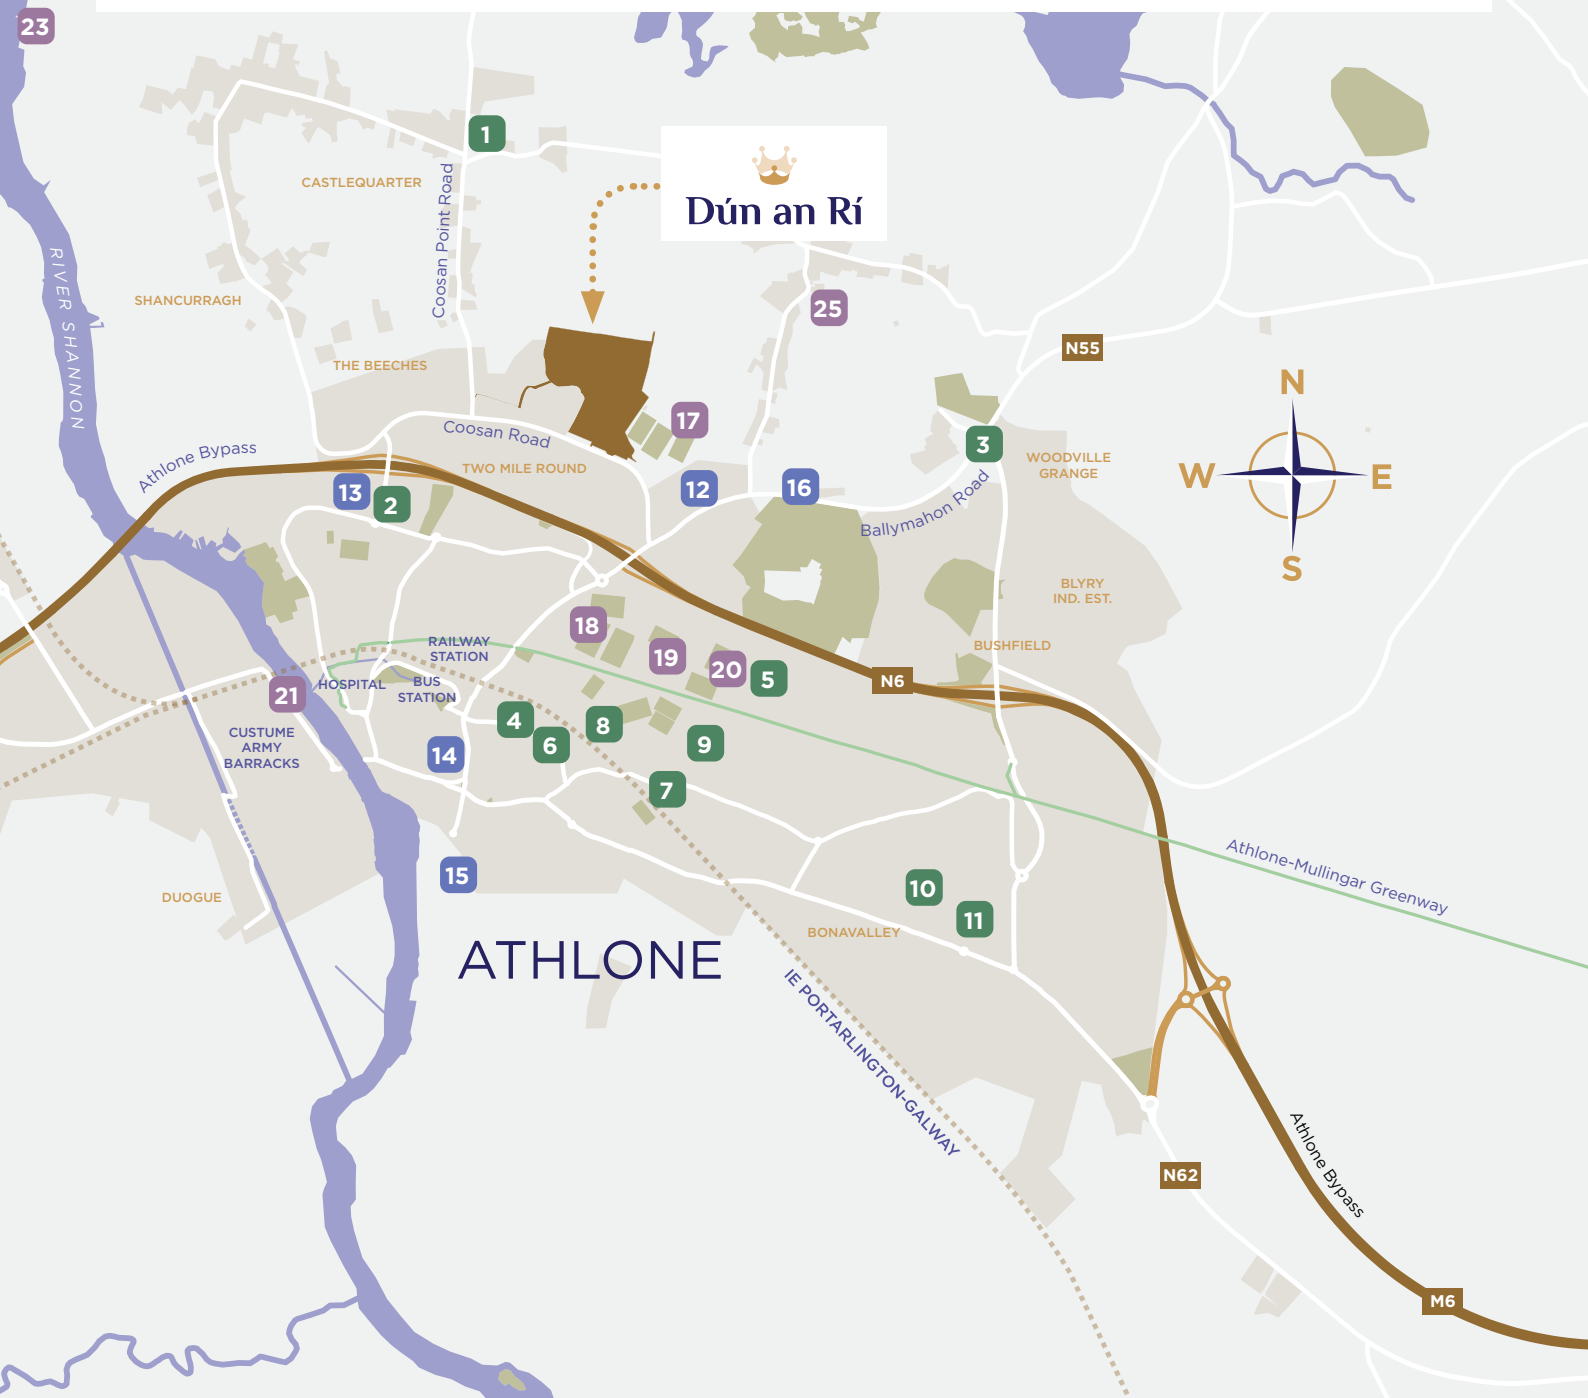 23
1
Dún an Rí
CASTLEQUARTER
Coosan Point Road
RIVER SHANNON
SHANCURRAGH
25
N55
THE BEECHES
N
17
Coosan Road
3
Athlone Bypass
TWO MILE ROUND
WOODVILLE
GRANGE
W
E
13
2
12
16
Ballymahon Road
S
BLYRY
IND. EST.
18
RAILWAY
STATION
BUSHFIELD
19
20
5
N6
21
HOSPITAL
BUS
STATION
4
8
6
9
CUSTUME
ARMY
BARRACKS
14
7
15
Athlone-Mullingar Greenway
10
11
DUOGUE
BONAVALLEY
ATHLONE
IE PORTARLINGTON-GALWAY
Athlone Bypass
N62
M6